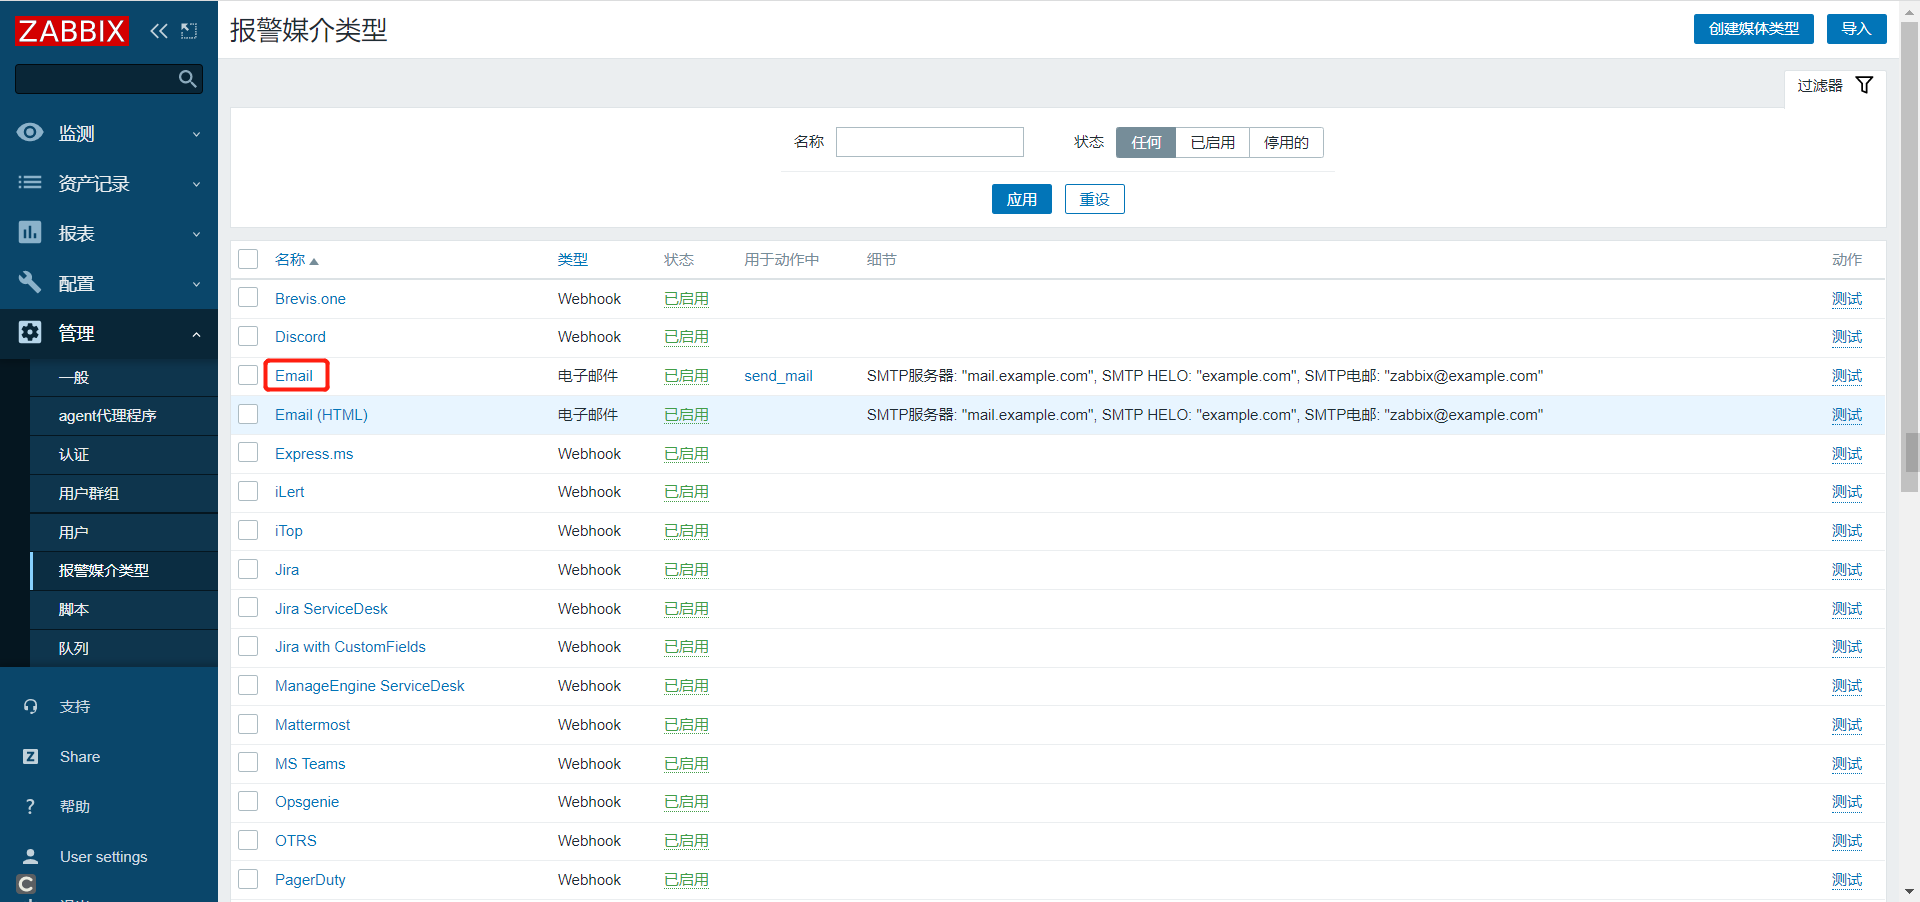 ZABBIX
监测
资产记录
报表
配置
管理
一般
agent代理程序
认证
用户群组
用户
报警媒介类型
脚本
队列
支持
Share
帮助
User settings
报警媒介类型
创建媒体类型 导入
过滤器
名称 状态 任何 已启用 停用的
应用 重设
名称 类型 状态 用于动作中 细节 动作
Brevis.one Webhook 已启用 测试
Discord Webhook 已启用 测试
Email 电子邮件 已启用 send_mail SMTP服务器: "mail.example.com", SMTP HELO: "example.com", SMTP电邮: "zabbix@example.com" 测试
Email (HTML) 电子邮件 已启用 SMTP服务器: "mail.example.com", SMTP HELO: "example.com", SMTP电邮: "zabbix@example.com" 测试
Express.ms Webhook 已启用 测试
iLert Webhook 已启用 测试
iTop Webhook 已启用 测试
Jira Webhook 已启用 测试
Jira ServiceDesk Webhook 已启用 测试
Jira with CustomFields Webhook 已启用 测试
ManageEngine ServiceDesk Webhook 已启用 测试
Mattermost Webhook 已启用 测试
MS Teams Webhook 已启用 测试
Opsgenie Webhook 已启用 测试
OTRS Webhook 已启用 测试
PagerDuty Webhook 已启用 测试